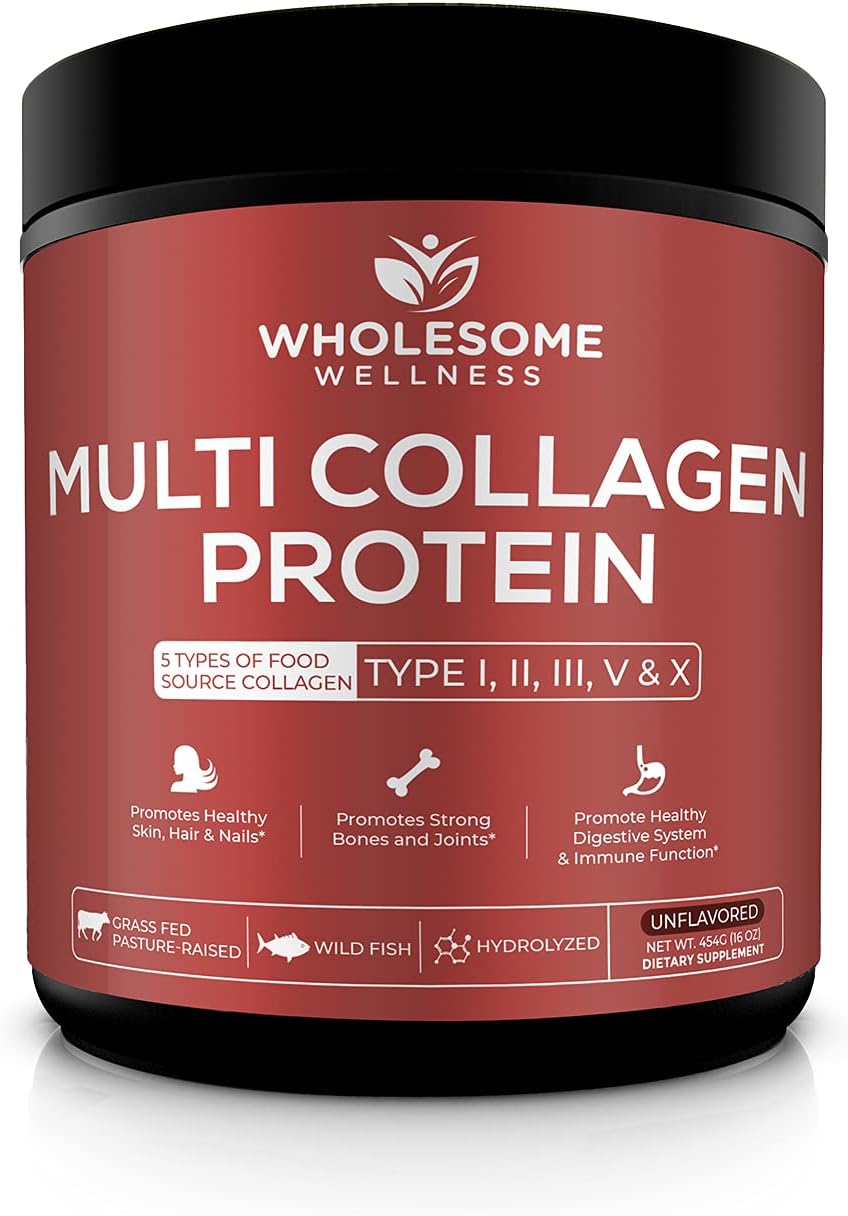 WHOLESOME
WELLNESS
MULTI COLLAGEN
PROTEIN
5 TYPES OF FOOD
SOURCE COLLAGEN
TYPE I, II, III, V & X
Promotes Healthy
Skin, Hair & Nails*
Promotes Strong
Bones and Joints*
Promote Healthy
Digestive System
& Immune Function*
GRASS FED
PASTURE-RAISED
WILD FISH
HYDROLYZED
UNFLAVORED
NET WT. 454G (16 OZ)
DIETARY SUPPLEMENT